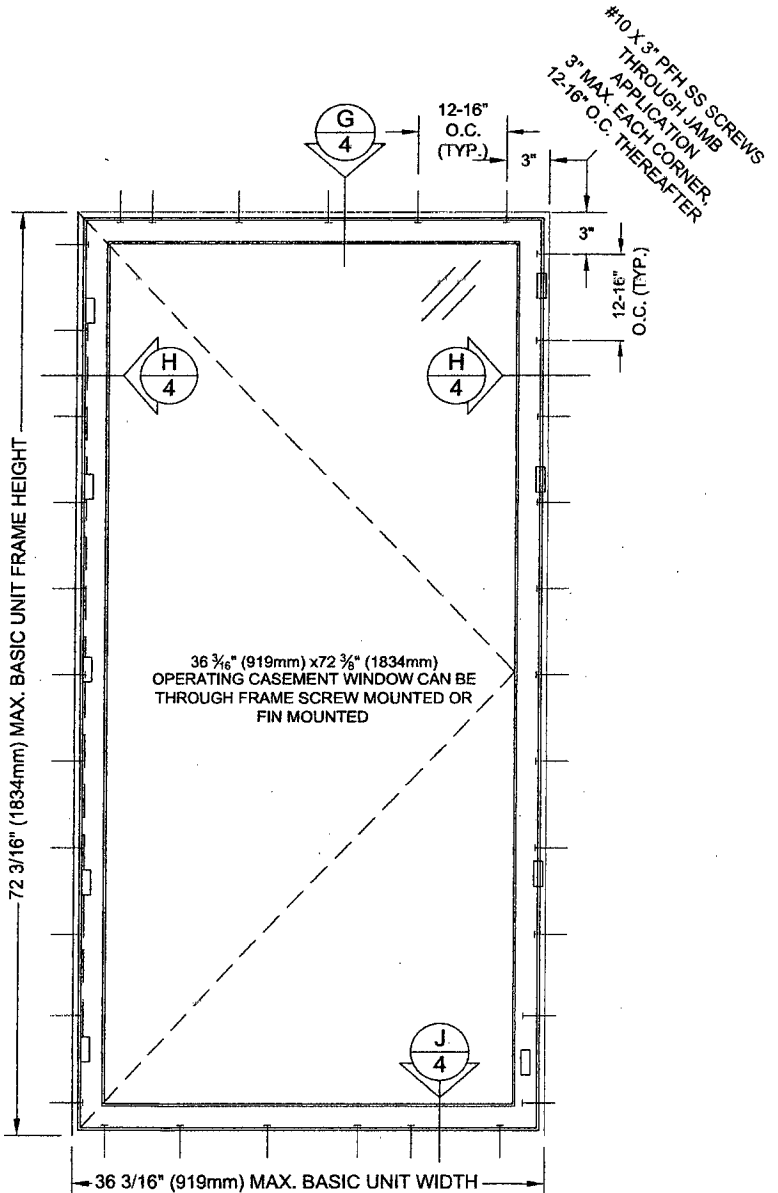 #10 X 3" PFH SS SCREWS
THROUGH JAMB
APPLICATION
3" MAX. EACH CORNER,
12-16" O.C. THEREAFTER
G
4
12-16"
O.C.
(TYP.)
3"
3"
12-16"
O.C. (TYP.)
H
4
H
4
72 3/16" (1834mm) MAX. BASIC UNIT FRAME HEIGHT
36 3/16" (919mm) x72 3/8" (1834mm)
OPERATING CASEMENT WINDOW CAN BE
THROUGH FRAME SCREW MOUNTED OR
FIN MOUNTED
J
4
36 3/16" (919mm) MAX. BASIC UNIT WIDTH